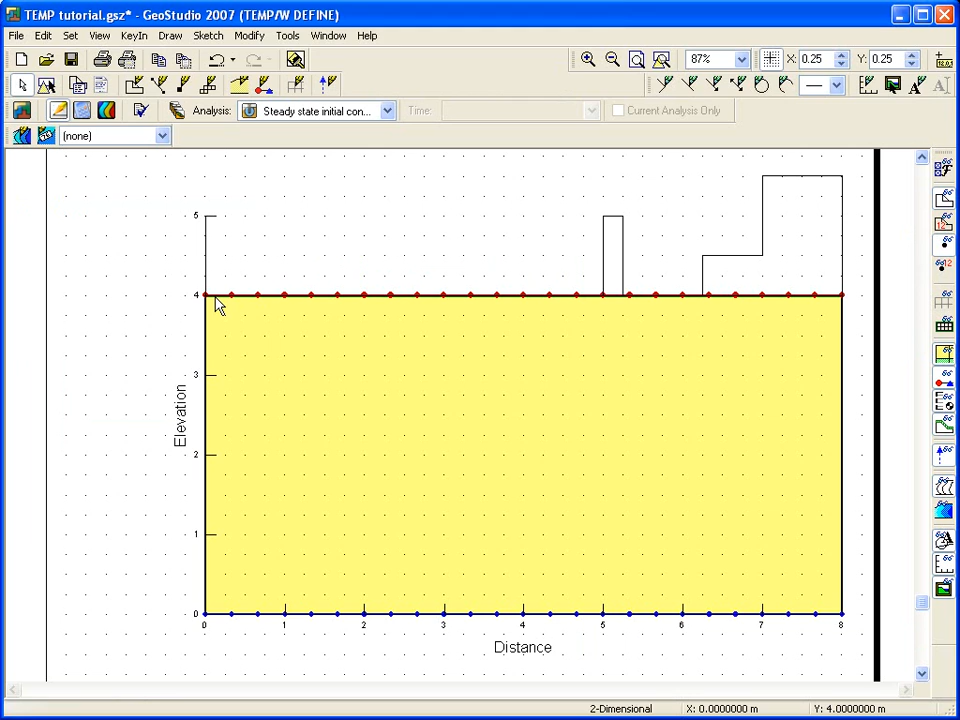 TEMP tutorial.gsz* - GeoStudio 2007 (TEMP/W DEFINE)
File Edit Set View KeyIn Draw Sketch Modify Tools Window Help
87% X: 0.25 Y: 0.25
Analysis: Steady state initial con... Time: Current Analysis Only
(none)
5
4
3
2
1
0
Elevation
0 1 2 3 4 5 6 7 8
Distance
2-Dimensional X: 0.0000000 m Y: 4.0000000 m